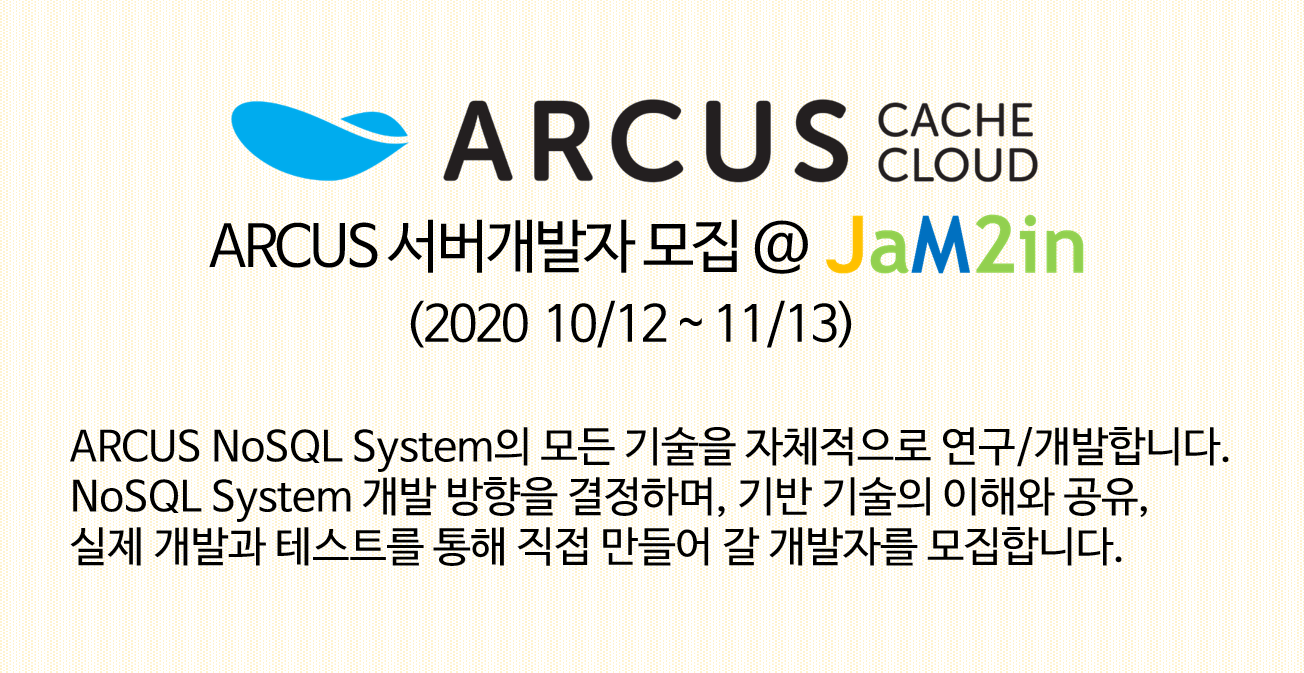 ARCUS CACHE CLOUD
ARCUS 서버개발자 모집 @ JaM2in
(2020 10/12 ~ 11/13)
ARCUS NoSQL System의 모든 기술을 자체적으로 연구/개발합니다.
NoSQL System 개발 방향을 결정하며, 기반 기술의 이해와 공유,
실제 개발과 테스트를 통해 직접 만들어 갈 개발자를 모집합니다.